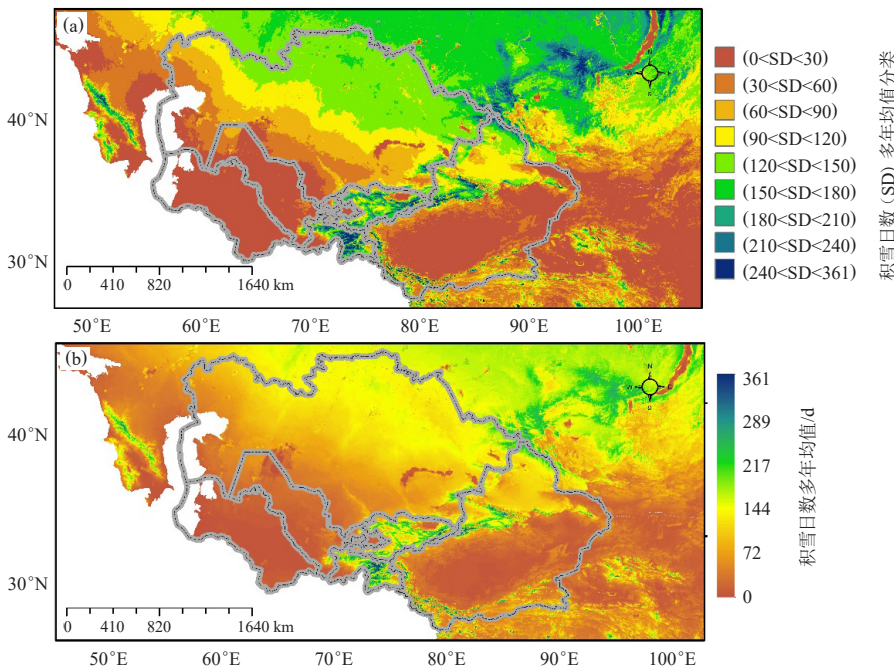 (a)
N
40°N
30°N
0 410 820 1640 km
50°E 60°E 70°E 80°E 90°E 100°E
(0<SD<30)
(30<SD<60)
(60<SD<90)
(90<SD<120)
(120<SD<150)
(150<SD<180)
(180<SD<210)
(210<SD<240)
(240<SD<361)
积雪日数(SD) 多年均值分类
(b)
N
40°N
30°N
0 410 820 1640 km
50°E 60°E 70°E 80°E 90°E 100°E
361
289
217
144
72
0
积雪日数多年均值/d